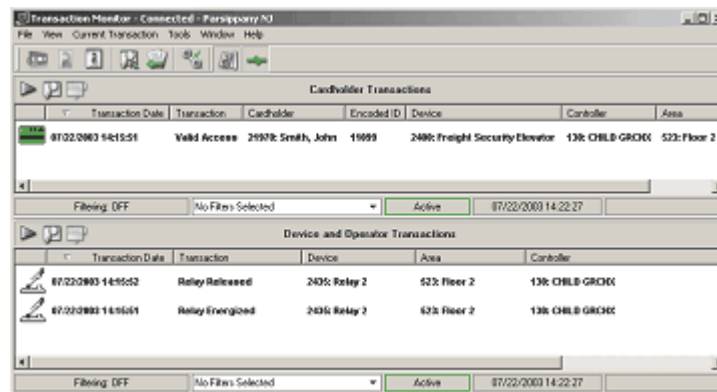 Transaction Monitor - Connected - Parsippany NJ
File View Current Transaction Tools Window Help
Cardholder Transactions
Transaction Date Transaction Cardholder Encoded ID Device Controller Area
07/22/2003 14:15:51 Valid Access 21970: Smith, John 11099 2400: Freight Security Elevator 130: CHILD GRCHX 523: Floor 2
Filtering: OFF No Filters Selected Active 07/22/2003 14:22:27
Device and Operator Transactions
Transaction Date Transaction Device Area Controller
07/22/2003 14:15:52 Relay Released 2435: Relay 2 523: Floor 2 130: CHILD GRCHX
07/22/2003 14:15:51 Relay Energized 2435: Relay 2 523: Floor 2 130: CHILD GRCHX
Filtering: OFF No Filters Selected Active 07/22/2003 14:22:27